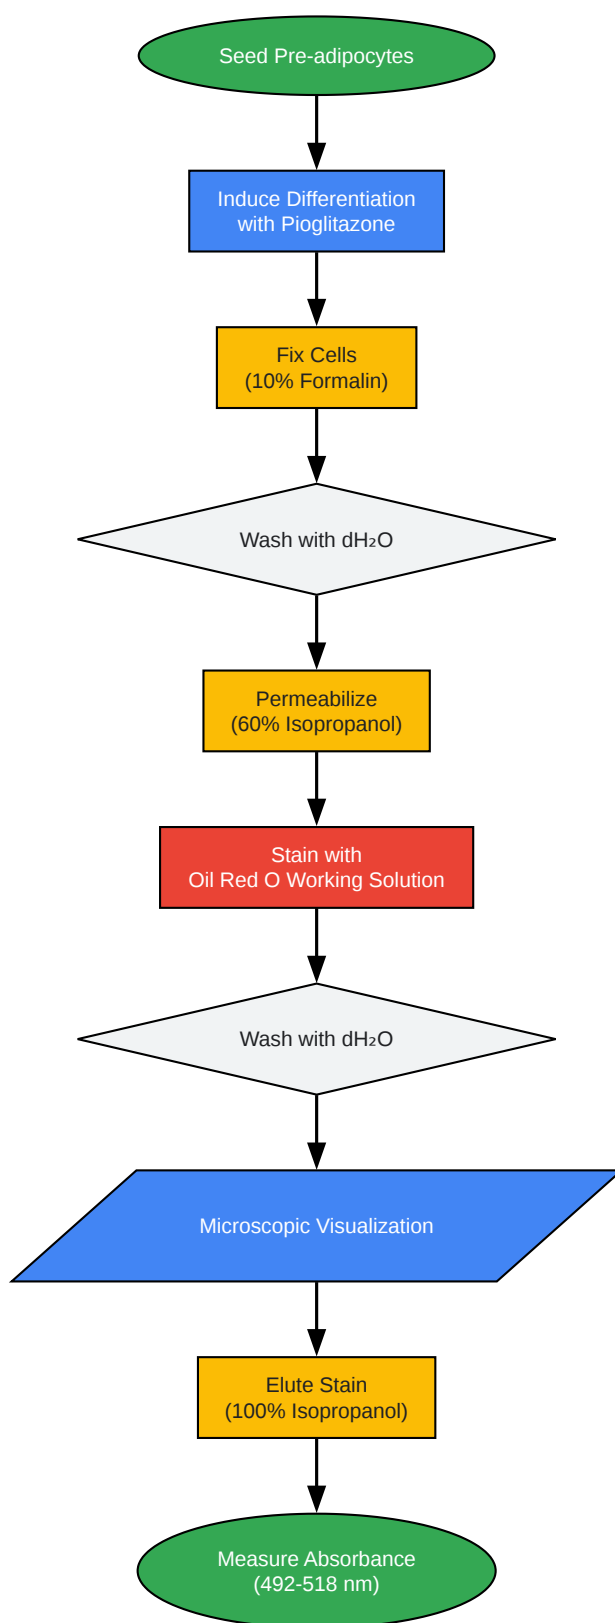 Seed Pre-adipocytes
Induce Differentiation
with Pioglitazone
Fix Cells
(10% Formalin)
Wash with dH₂O
Permeabilize
(60% Isopropanol)
Stain with
Oil Red O Working Solution
Wash with dH₂O
Microscopic Visualization
Elute Stain
(100% Isopropanol)
Measure Absorbance
(492-518 nm)